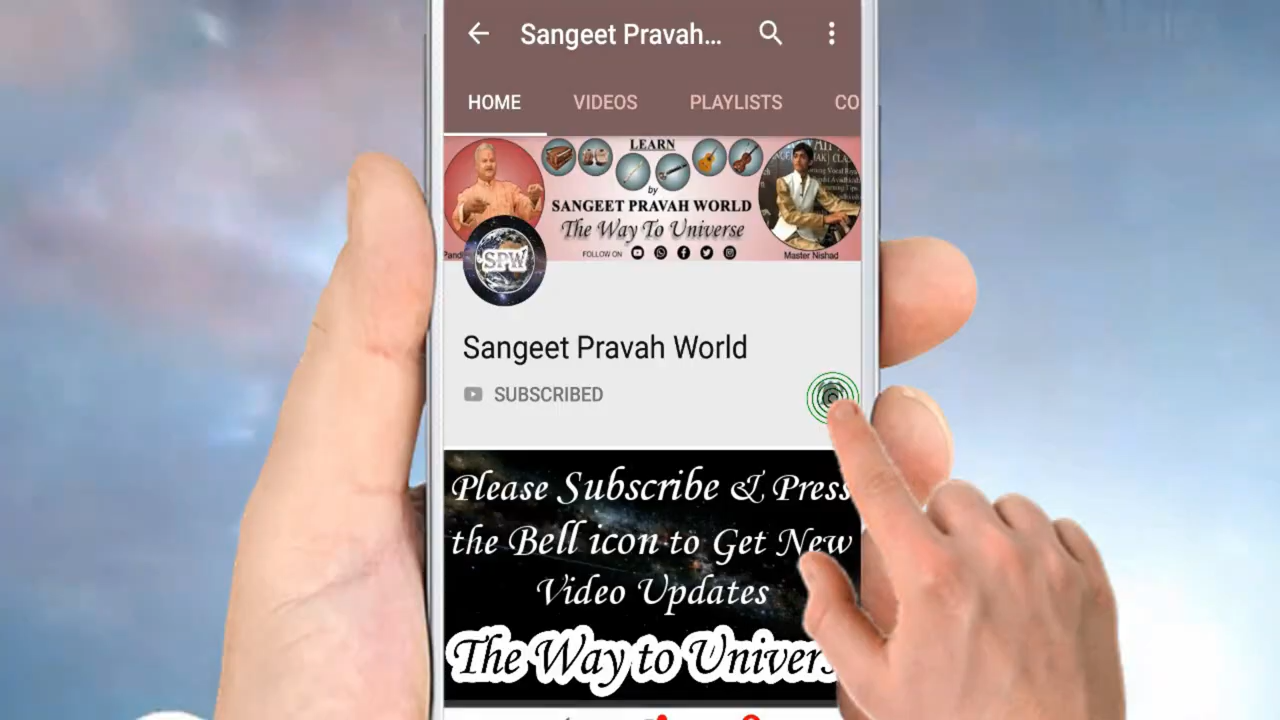 Sangeet Pravah...
HOME VIDEOS PLAYLISTS CO
LEARN
by
SANGEET PRAVAH WORLD
The Way To Universe
FOLLOW ON
Pand
Master Nishad
SPW
Sangeet Pravah World
SUBSCRIBED
Please Subscribe & Press
the Bell icon to Get New
Video Updates
The Way to Univers